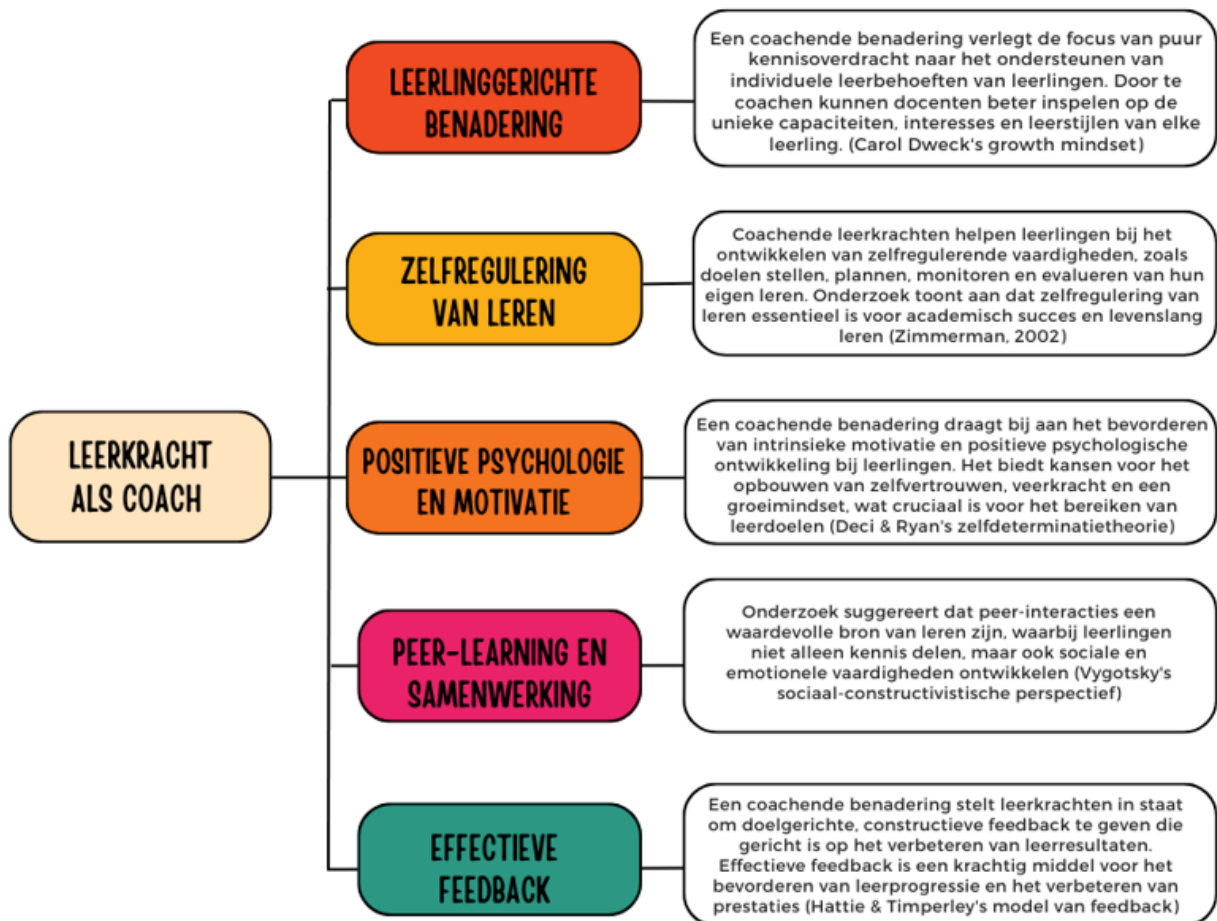 LEERKRACHT
ALS COACH
LEERLINGGERICHTE
BENADERING
Een coachende benadering verlegt de focus van puur
kennisoverdracht naar het ondersteunen van
individuele leerbehoeften van leerlingen. Door te
coachen kunnen docenten beter inspelen op de
unieke capaciteiten, interesses en leerstijlen van elke
leerling. (Carol Dweck's growth mindset)
ZELFREGULERING
VAN LEREN
Coachende leerkrachten helpen leerlingen bij het
ontwikkelen van zelfregulerende vaardigheden, zoals
doelen stellen, plannen, monitoren en evalueren van hun
eigen leren. Onderzoek toont aan dat zelfregulering van
leren essentieel is voor academisch succes en levenslang
leren (Zimmerman, 2002)
POSITIEVE PSYCHOLOGIE
EN MOTIVATIE
Een coachende benadering draagt bij aan het bevorderen
van intrinsieke motivatie en positieve psychologische
ontwikkeling bij leerlingen. Het biedt kansen voor het
opbouwen van zelfvertrouwen, veerkracht en een
groeimindset, wat cruciaal is voor het bereiken van
leerdoelen (Deci & Ryan's zelfdeterminatietheorie)
PEER-LEARNING EN
SAMENWERKING
Onderzoek suggereert dat peer-interacties een
waardevolle bron van leren zijn, waarbij leerlingen
niet alleen kennis delen, maar ook sociale en
emotionele vaardigheden ontwikkelen (Vygotsky's
sociaal-constructivistische perspectief)
EFFECTIEVE
FEEDBACK
Een coachende benadering stelt leerkrachten in staat
om doelgerichte, constructieve feedback te geven die
gericht is op het verbeteren van leerresultaten.
Effectieve feedback is een krachtig middel voor het
bevorderen van leerprogressie en het verbeteren van
prestaties (Hattie & Timperley's model van feedback)